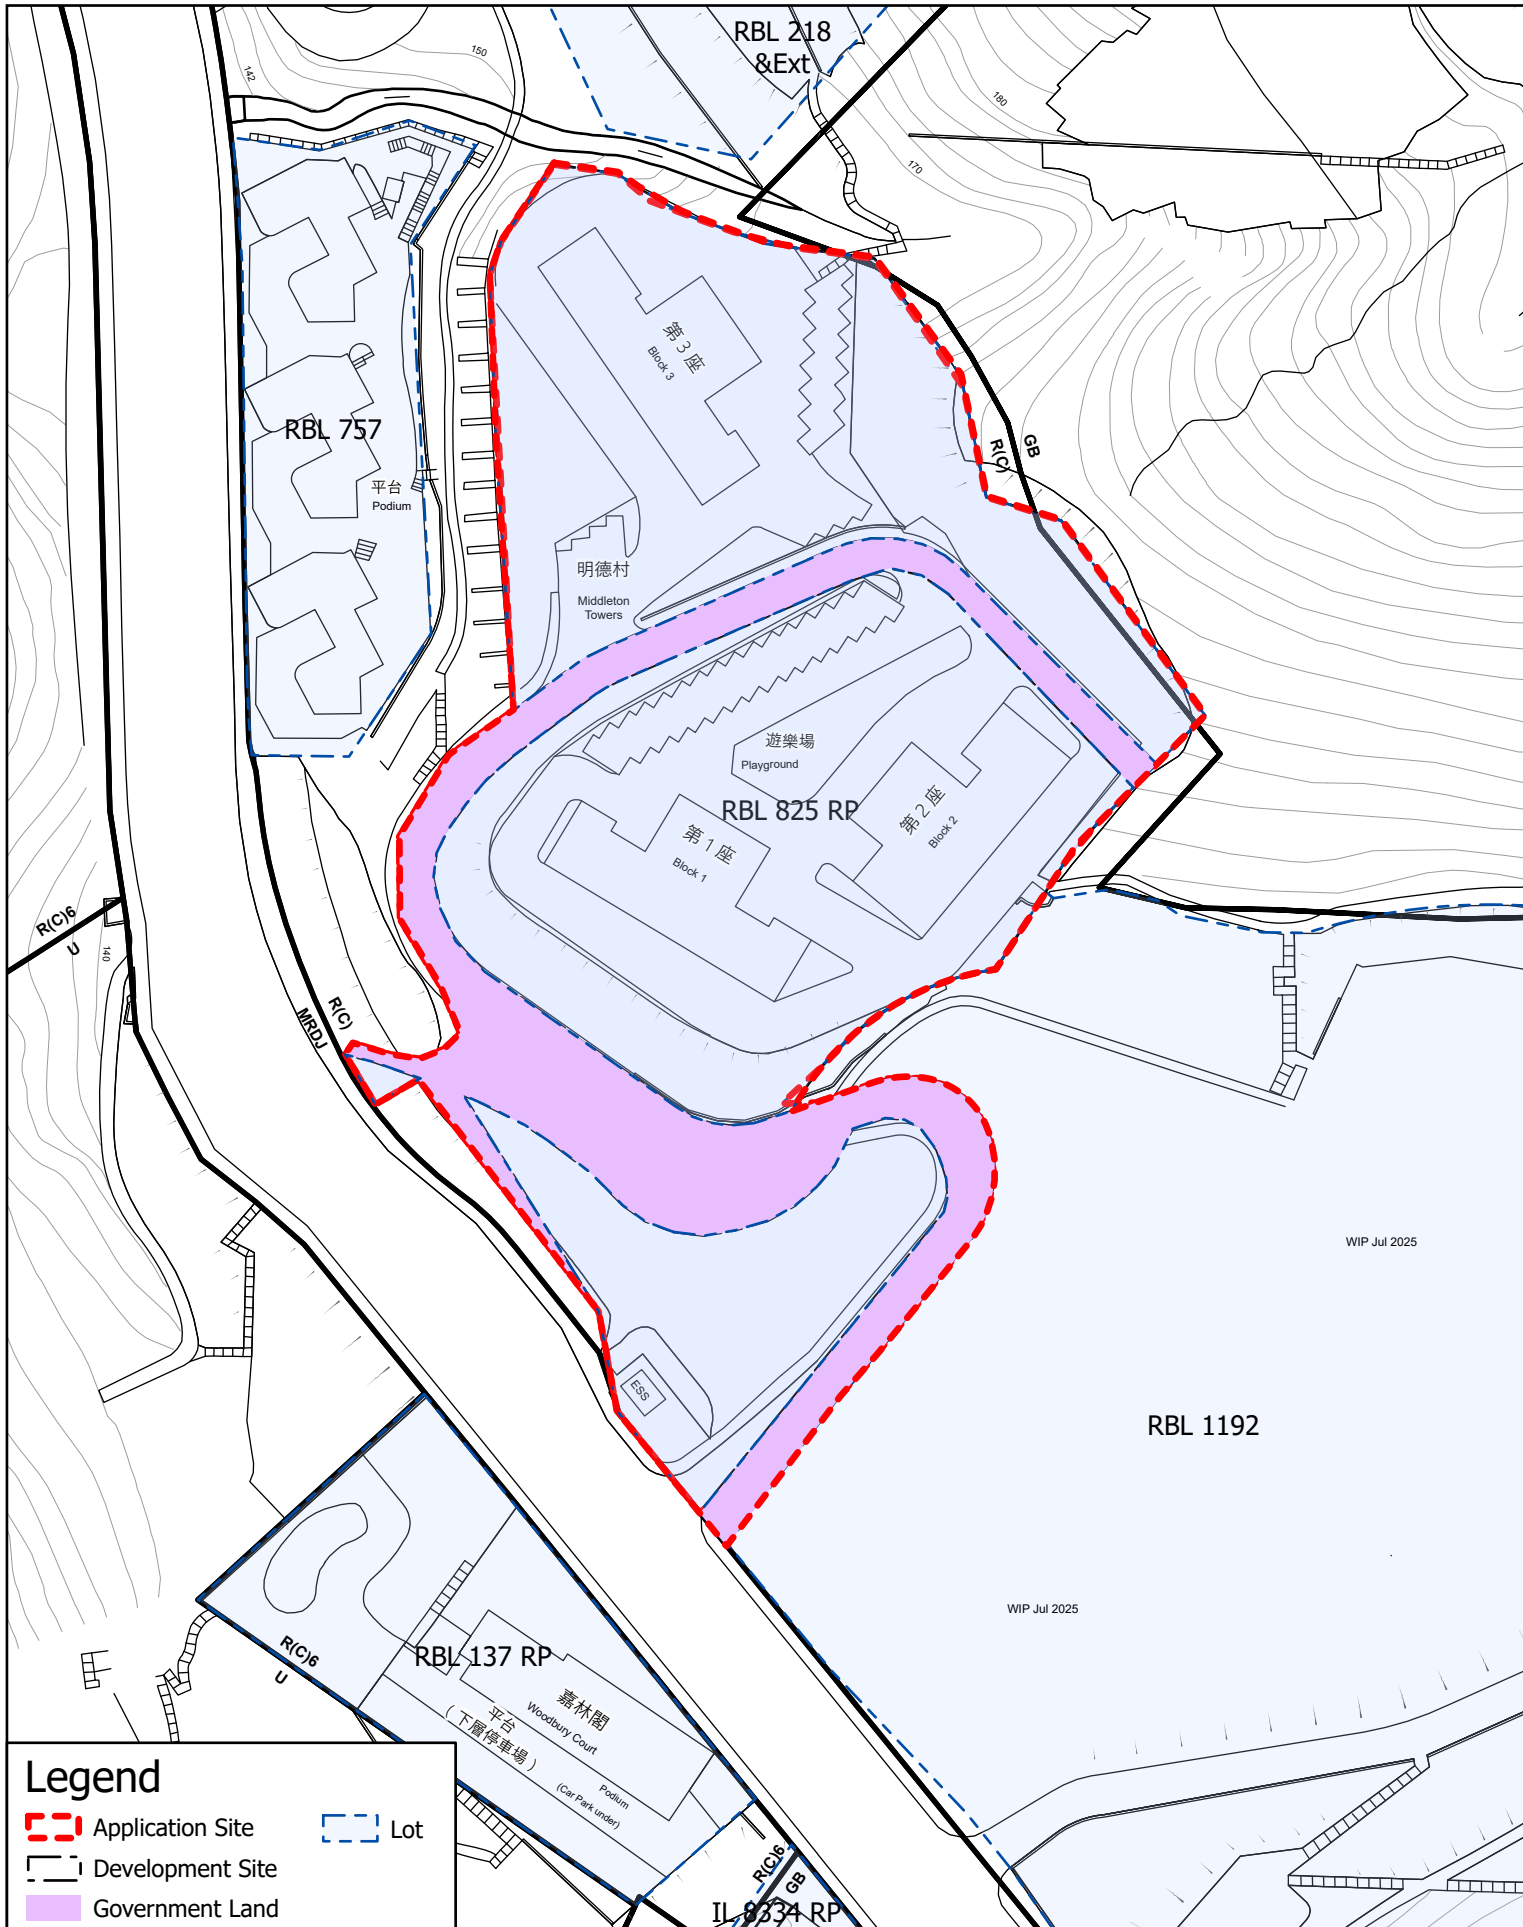 RBL 218
&Ext
150
142
180
170
第 3 座
Block 3
GB
R(C)
RBL 757
平台
Podium
明德村
Middleton
Towers
遊樂場
Playground
RBL 825 RP
第 1 座
Block 1
第 2 座
Block 2
R(C)6
U
140
R(C)
MRDJ
WIP Jul 2025
ESS
RBL 1192
WIP Jul 2025
R(C)6
U
RBL 137 RP
嘉林閣
Woodbury Court
平台
( 下層停車場 )
Podium
(Car Park under)
R(C)6
GB
IL 8334 RP
Legend
Application Site
Lot
Development Site
Government Land